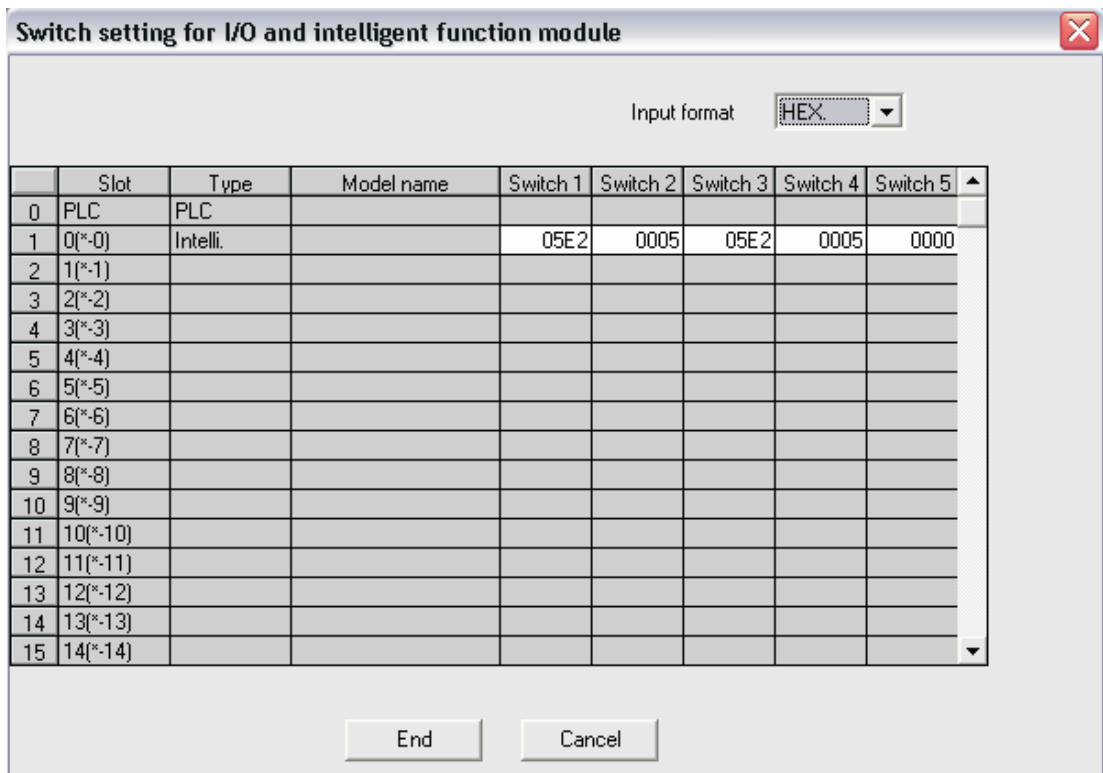 Switch setting for I/O and intelligent function module
Input format HEX.
Slot Type Model name Switch 1 Switch 2 Switch 3 Switch 4 Switch 5
0 PLC PLC
1 0(*-0) Intelli. 05E2 0005 05E2 0005 0000
2 1(*-1)
3 2(*-2)
4 3(*-3)
5 4(*-4)
6 5(*-5)
7 6(*-6)
8 7(*-7)
9 8(*-8)
10 9(*-9)
11 10(*-10)
12 11(*-11)
13 12(*-12)
14 13(*-13)
15 14(*-14)
End Cancel